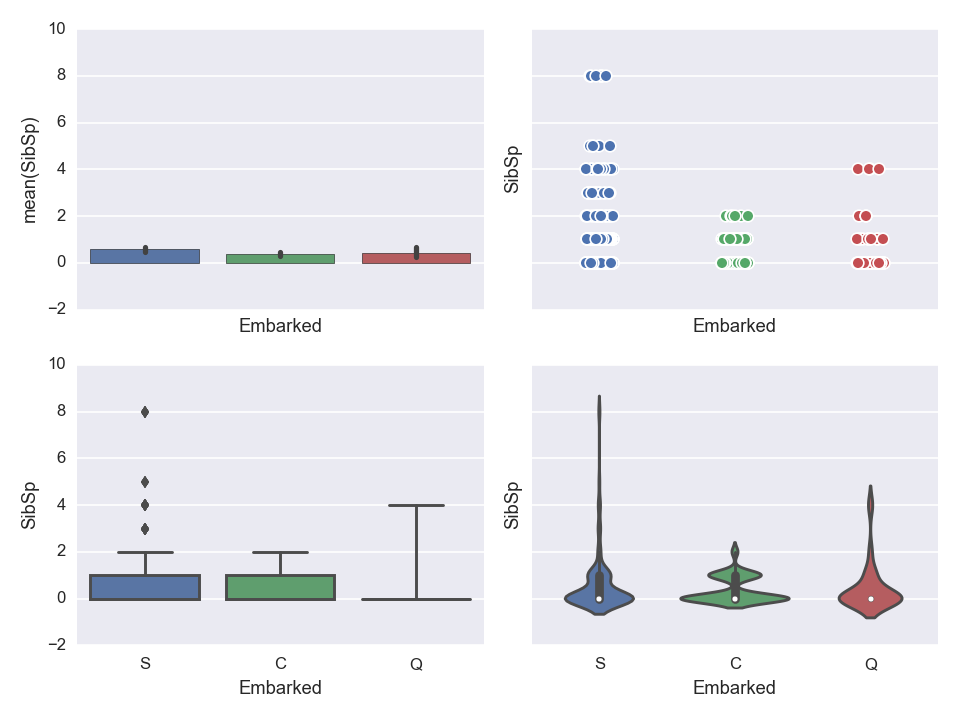 10
8
6
4
2
0
−2
mean(SibSp)
Embarked
SibSp
Embarked
10
8
6
4
2
0
−2
SibSp
S C Q
Embarked
SibSp
S C Q
Embarked